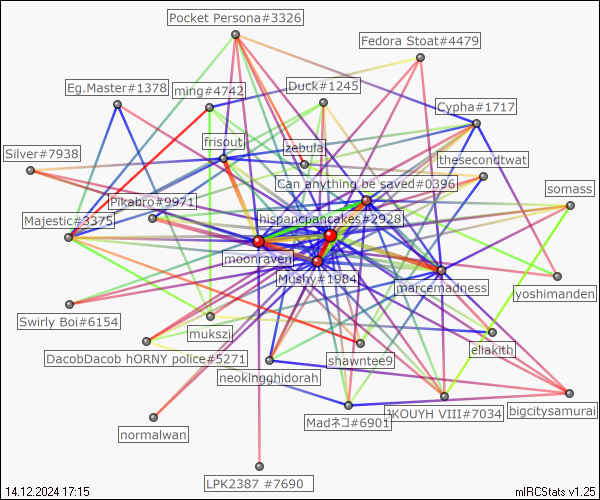 Pocket Persona#3326
Fedora Stoat#4479
Eg.Master#1378
ming#4742
Duck#1245
Cypha#1717
frisout
zebula
Silver#7938
thesecondtwat
Can anything be saved#0396
somass
Pikabro#9971
Majestic#3375
hispancpancakes#2928
moonraven
Mushy#1984
marcemadness
yoshimanden
Swirly Boi#6154
mukszi
eliakith
DacobDacob hORNY police#5271
shawntee9
neokingghidorah
Madネコ#6901
JKOUYH VIII#7034
bigcitysamurai
normalwan
LPK2387 #7690
14.12.2024 17:15
mIRCStats v1.25